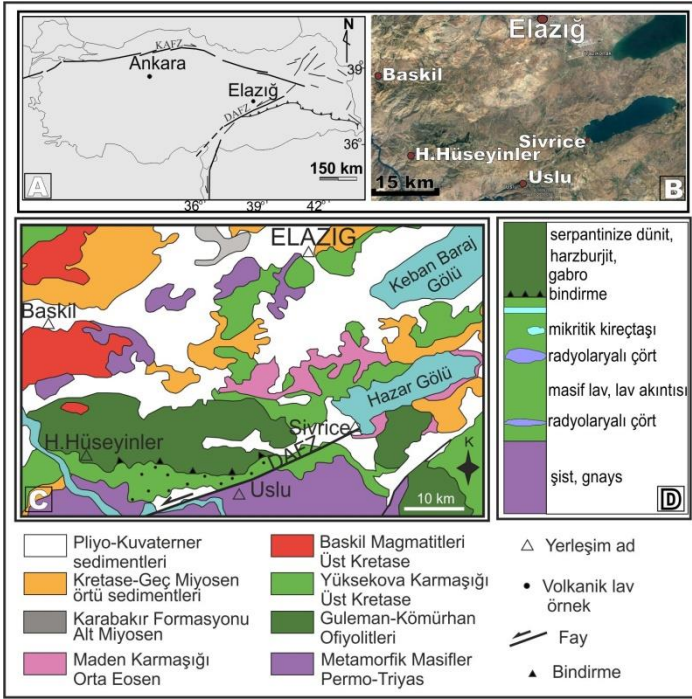 KAFZ
N
39°
Ankara
Elazığ
DAFZ
36°
150 km
A
36°
39°
42°
Elazığ
Baskil
Sivrice
H.Hüseyinler
Uslu
15 km
B
ELAZIG
Keban Baraj
Gölü
Baskil
Hazar Gölü
Sivrice
H.Hüseyinler
DAFZ
K
Uslu
C
10 km
serpantinize dünit,
harzburjit,
gabro
bindirme
mikritik kireçtaşı
radyolaryalı çört
masif lav, lav akıntısı
radyolaryalı çört
şist, gnays
D
Pliyo-Kuvaterner
sedimentleri
Kretase-Geç Miyosen
örtü sedimentleri
Karabakır Formasyonu
Alt Miyosen
Maden Karmaşığı
Orta Eosen
Baskil Magmatitleri
Üst Kretase
Yüksekova Karmaşığı
Üst Kretase
Guleman-Kömürhan
Ofiyolitleri
Metamorfik Masifler
Permo-Triyas
Yerleşim ad
Volkanik lav
örnek
Fay
Bindirme